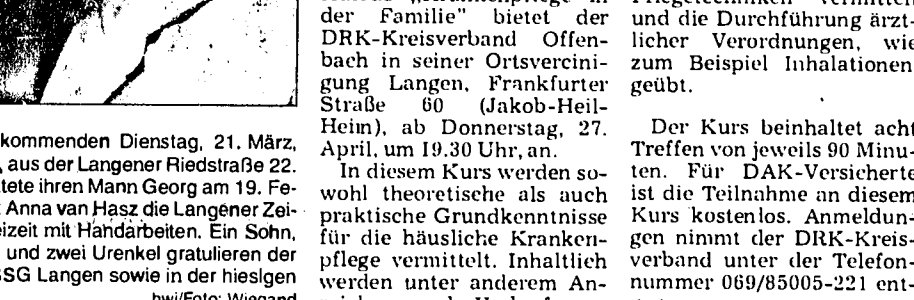 kommenden Dienstag, 21. März,
aus der Langener Riedstraße 22.
tete ihren Mann Georg am 19. Fe-
Anna van Hasz die Langener Zei-
eizeit mit Handarbeiten. Ein Sohn,
und zwei Urenkel gratulieren der
SSG Langen sowie in der hiesigen
hwi/Foto: Wiegand
der Familie" bietet der
DRK-Kreisverband Offen-
bach in seiner Ortsvereini-
gung Langen, Frankfurter
Straße 60 (Jakob-Heil-
Heim), ab Donnerstag, 27.
April, um 19.30 Uhr, an.
In diesem Kurs werden so-
wohl theoretische als auch
praktische Grundkenntnisse
für die häusliche Kranken-
pflege vermittelt. Inhaltlich
werden unter anderem An-
und die Durchführung ärzt-
licher Verordnungen, wie
zum Beispiel Inhalationen
geübt.
Der Kurs beinhaltet acht
Treffen von jeweils 90 Minu-
ten. Für DAK-Versicherte
ist die Teilnahme an diesem
Kurs kostenlos. Anmeldun-
gen nimmt der DRK-Kreis-
verband unter der Telefon-
nummer 069/85005-221 ent-